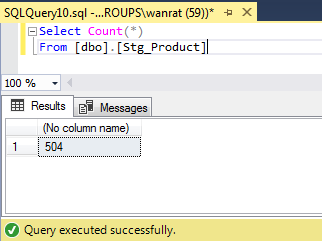 SQLQuery10.sql -...ROUPS\wanrat (59))*
Select Count(*)
From [dbo].[Stg_Product]
100 %
Results Messages
(No column name)
1 504
Query executed successfully.